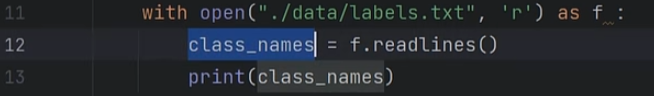 11 with open("./data/labels.txt", 'r') as f :
12 class_names = f.readlines()
13 print(class_names)